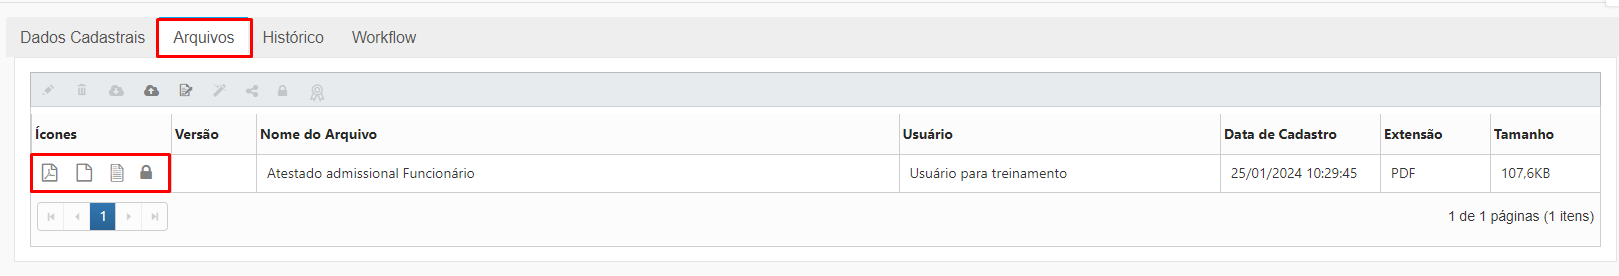 Dados Cadastrais Arquivos Histórico Workflow
Ícones Versão Nome do Arquivo Usuário Data de Cadastro Extensão Tamanho
Atestado admissional Funcionário Usuário para treinamento 25/01/2024 10:29:45 PDF 107,6KB
1 1 de 1 páginas (1 itens)